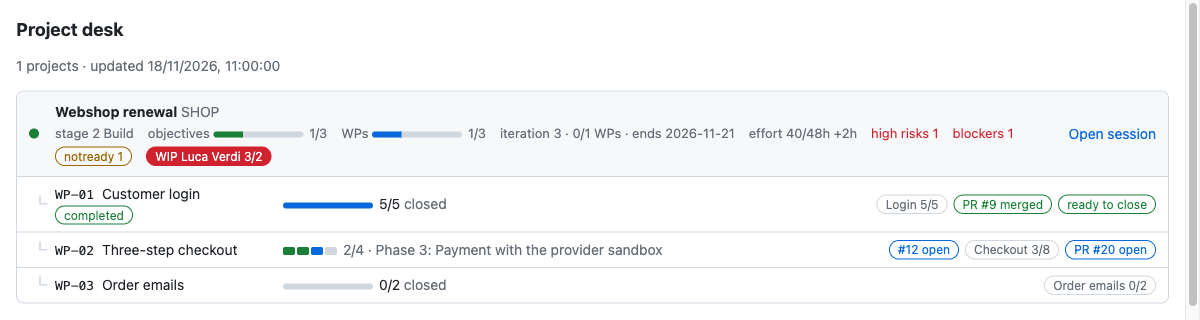 Project desk
1 projects · updated 18/11/2026, 11:00:00
Webshop renewal SHOP
stage 2 Build objectives 1/3 WPs 1/3 iteration 3 · 0/1 WPs · ends 2026-11-21 effort 40/48h +2h high risks 1 blockers 1 Open session
notready 1 WIP Luca Verdi 3/2
WP-01 Customer login 5/5 closed Login 5/5 PR #9 merged ready to close
completed
WP-02 Three-step checkout 2/4 · Phase 3: Payment with the provider sandbox #12 open Checkout 3/8 PR #20 open
WP-03 Order emails 0/2 closed Order emails 0/2